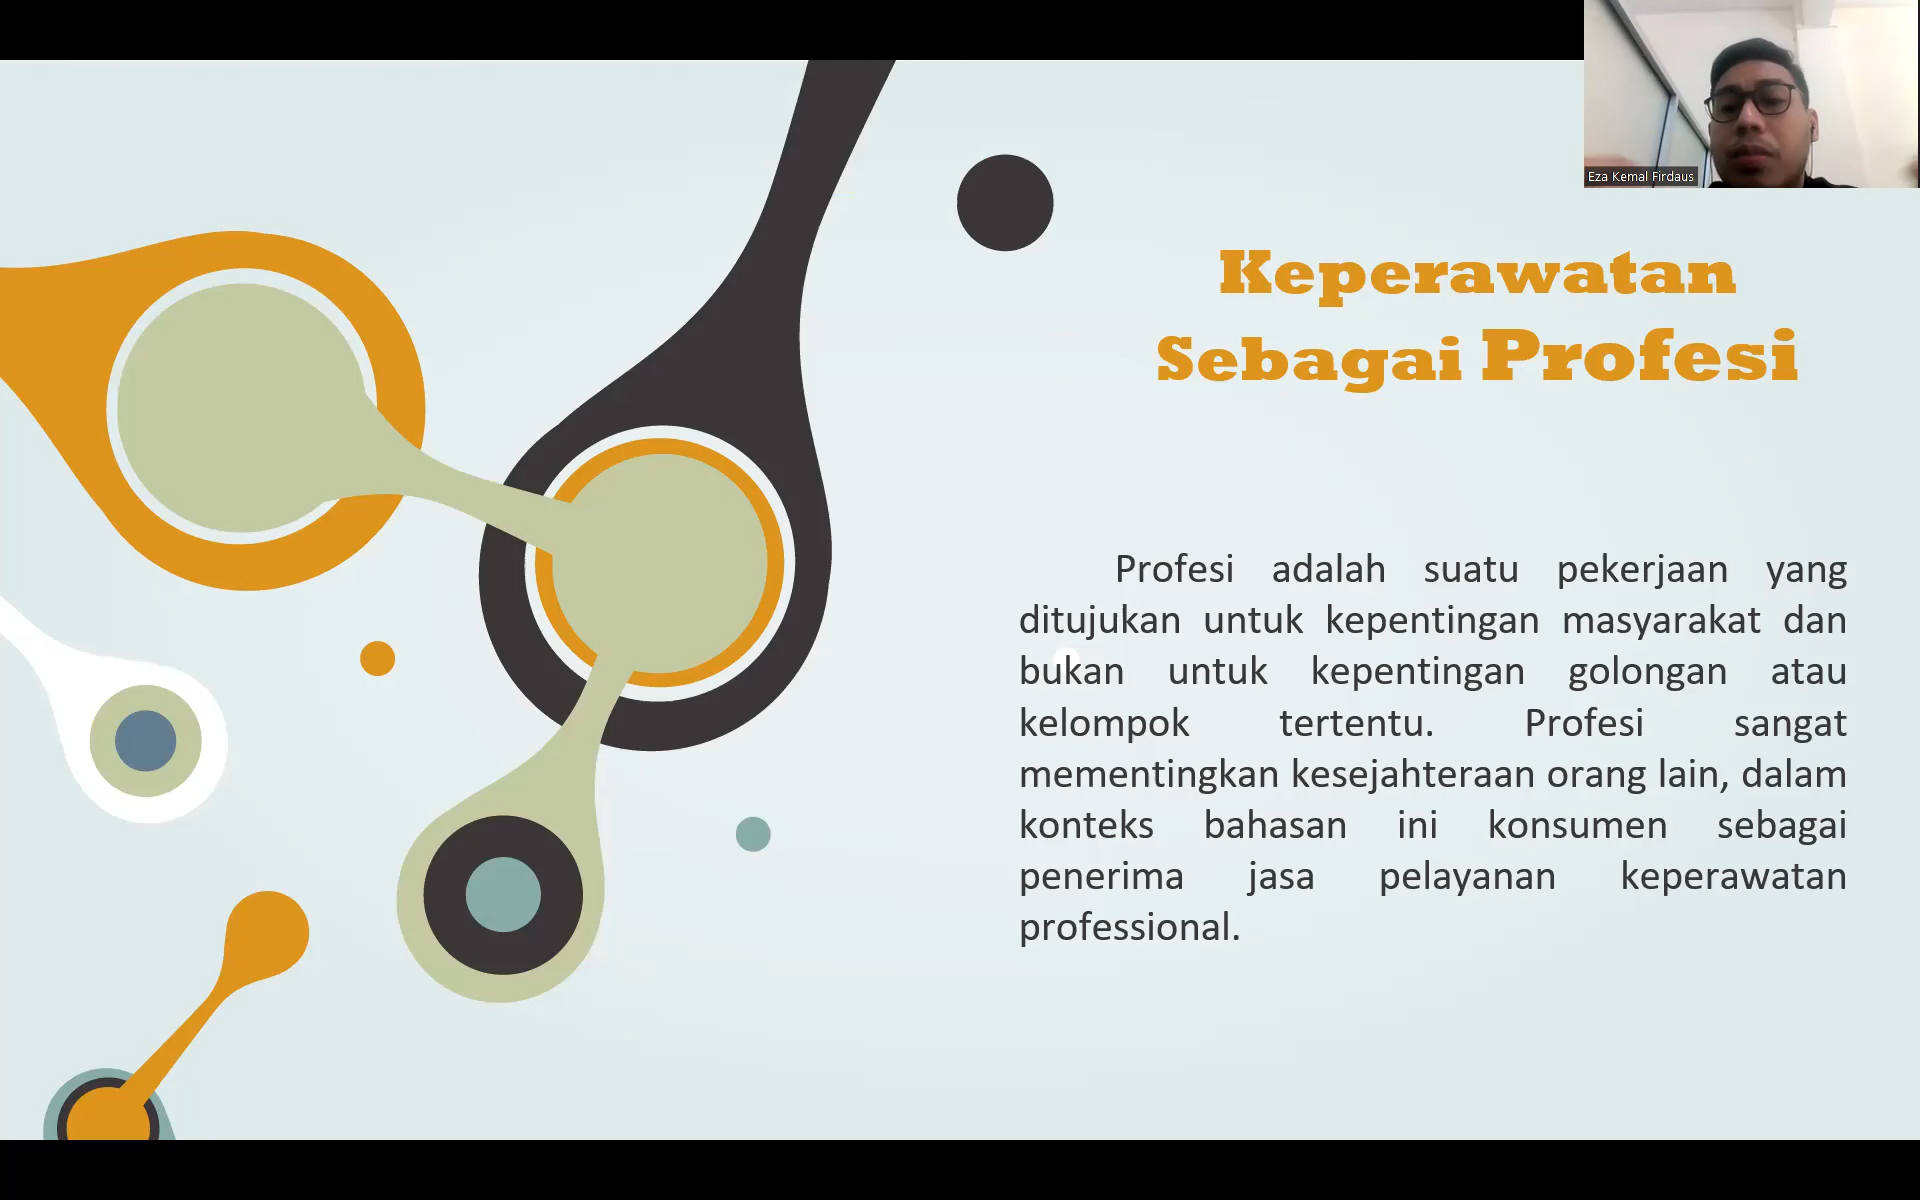 Eza Kemal Firdaus
Keperawatan
Sebagai Profesi
Profesi adalah suatu pekerjaan yang
ditujukan untuk kepentingan masyarakat dan
bukan untuk kepentingan golongan atau
kelompok tertentu. Profesi sangat
mementingkan kesejahteraan orang lain, dalam
konteks bahasan ini konsumen sebagai
penerima jasa pelayanan keperawatan
professional.